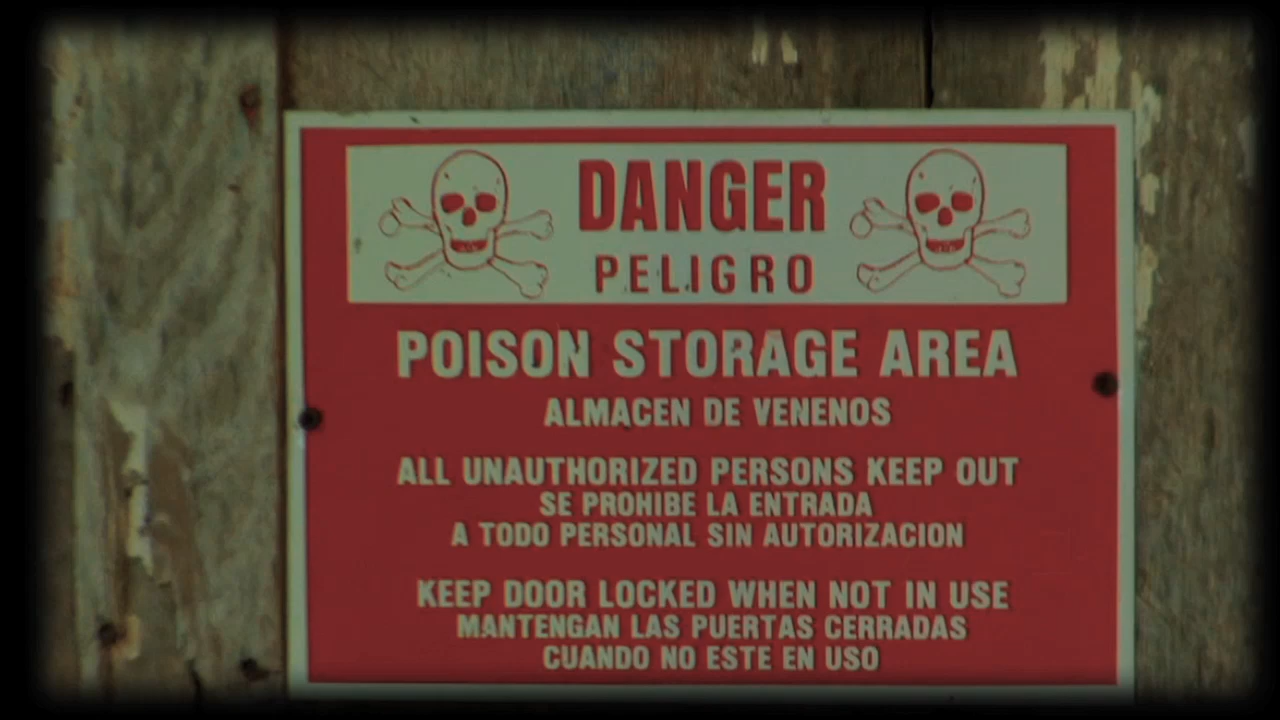 DANGER
PELIGRO
POISON STORAGE AREA
ALMACEN DE VENENOS
ALL UNAUTHORIZED PERSONS KEEP OUT
SE PROHIBE LA ENTRADA
A TODO PERSONAL SIN AUTORIZACION
KEEP DOOR LOCKED WHEN NOT IN USE
MANTENGAN LAS PUERTAS CERRADAS
CUANDO NO ESTE EN USO